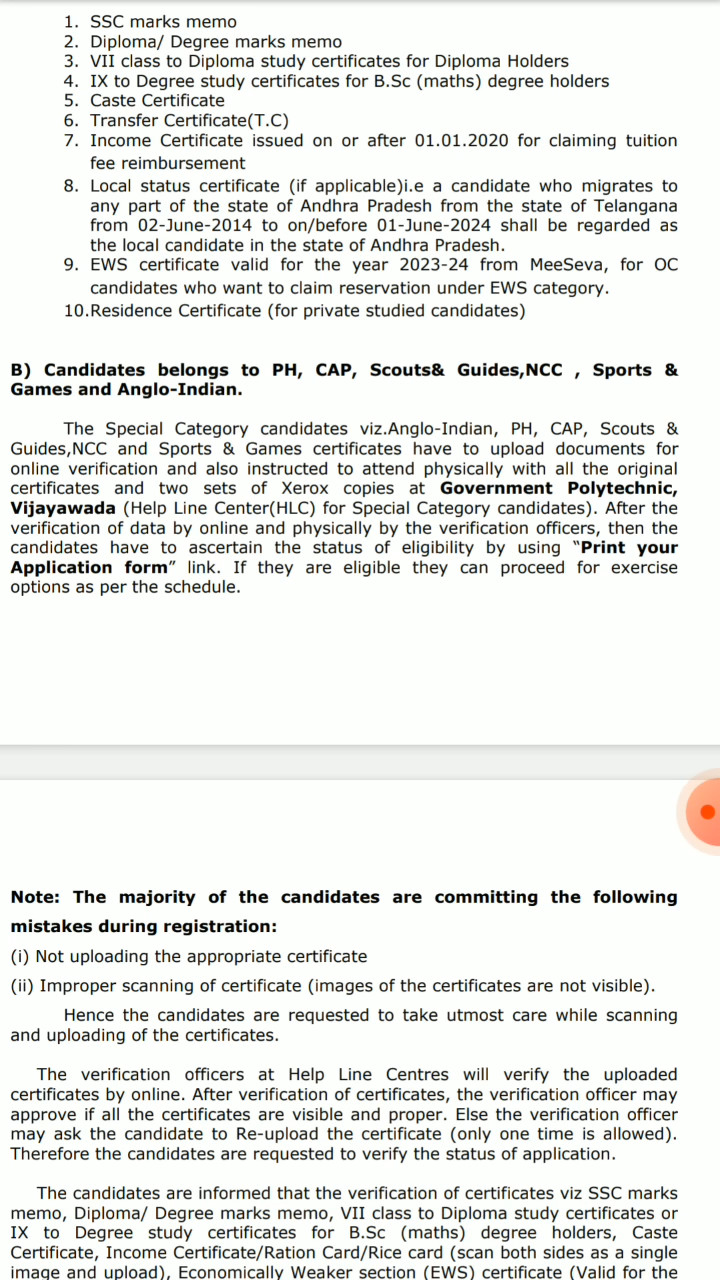 1. SSC marks memo
2. Diploma/ Degree marks memo
3. VII class to Diploma study certificates for Diploma Holders
4. IX to Degree study certificates for B.Sc (maths) degree holders
5. Caste Certificate
6. Transfer Certificate(T.C)
7. Income Certificate issued on or after 01.01.2020 for claiming tuition
fee reimbursement
8. Local status certificate (if applicable)i.e a candidate who migrates to
any part of the state of Andhra Pradesh from the state of Telangana
from 02-June-2014 to on/before 01-June-2024 shall be regarded as
the local candidate in the state of Andhra Pradesh.
9. EWS certificate valid for the year 2023-24 from MeeSeva, for OC
candidates who want to claim reservation under EWS category.
10.Residence Certificate (for private studied candidates)
B) Candidates belongs to PH, CAP, Scouts& Guides,NCC , Sports &
Games and Anglo-Indian.
The Special Category candidates viz.Anglo-Indian, PH, CAP, Scouts &
Guides,NCC and Sports & Games certificates have to upload documents for
online verification and also instructed to attend physically with all the original
certificates and two sets of Xerox copies at Government Polytechnic,
Vijayawada (Help Line Center(HLC) for Special Category candidates). After the
verification of data by online and physically by the verification officers, then the
candidates have to ascertain the status of eligibility by using “Print your
Application form” link. If they are eligible they can proceed for exercise
options as per the schedule.
Note: The majority of the candidates are committing the following
mistakes during registration:
(i) Not uploading the appropriate certificate
(ii) Improper scanning of certificate (images of the certificates are not visible).
Hence the candidates are requested to take utmost care while scanning
and uploading of the certificates.
The verification officers at Help Line Centres will verify the uploaded
certificates by online. After verification of certificates, the verification officer may
approve if all the certificates are visible and proper. Else the verification officer
may ask the candidate to Re-upload the certificate (only one time is allowed).
Therefore the candidates are requested to verify the status of application.
The candidates are informed that the verification of certificates viz SSC marks
memo, Diploma/ Degree marks memo, VII class to Diploma study certificates or
IX to Degree study certificates for B.Sc (maths) degree holders, Caste
Certificate, Income Certificate/Ration Card/Rice card (scan both sides as a single
image and upload), Economically Weaker section (EWS) certificate (Valid for the